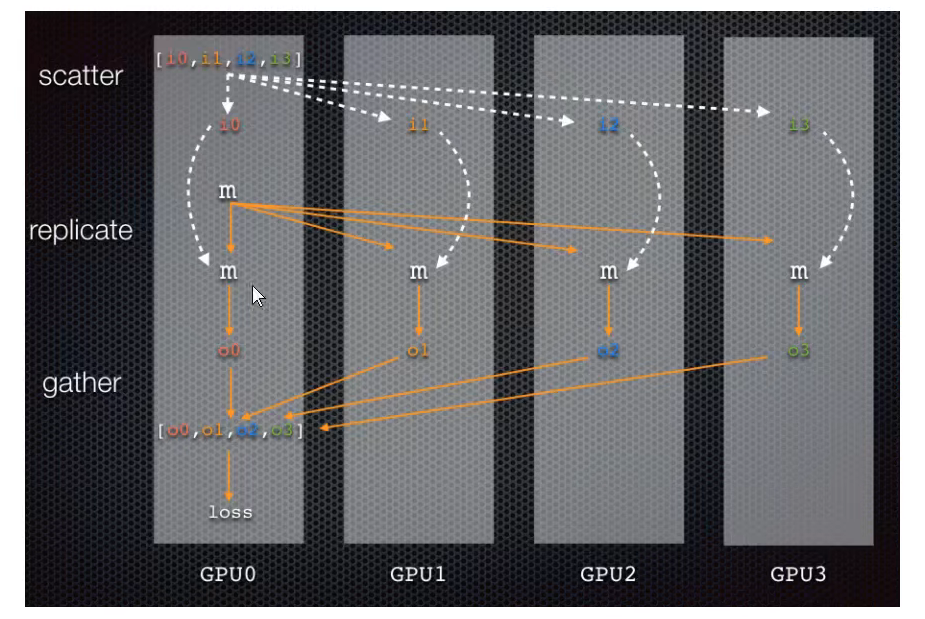 scatter
[i0,i1,i2,i3]
i0 i1 i2 i3
m
replicate
m m m m
o0 o1 o2 o3
gather
[o0,o1,o2,o3]
loss
GPU0 GPU1 GPU2 GPU3